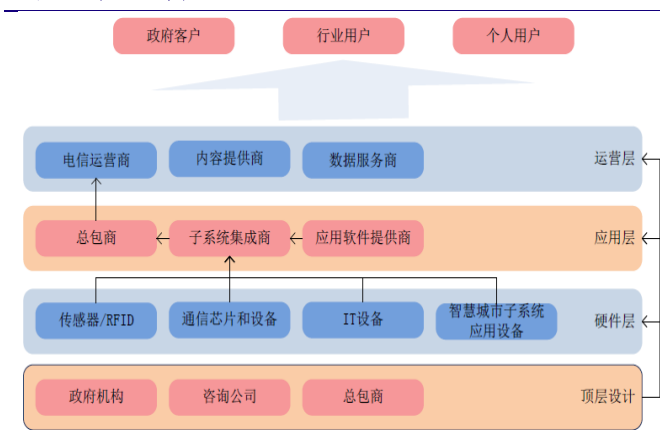 政府客户
行业用户
个人用户
电信运营商
内容提供商
数据服务商
运营层
总包商
子系统集成商
应用软件提供商
应用层
传感器/RFID
通信芯片和设备
IT设备
智慧城市子系统
应用设备
硬件层
政府机构
咨询公司
总包商
顶层设计